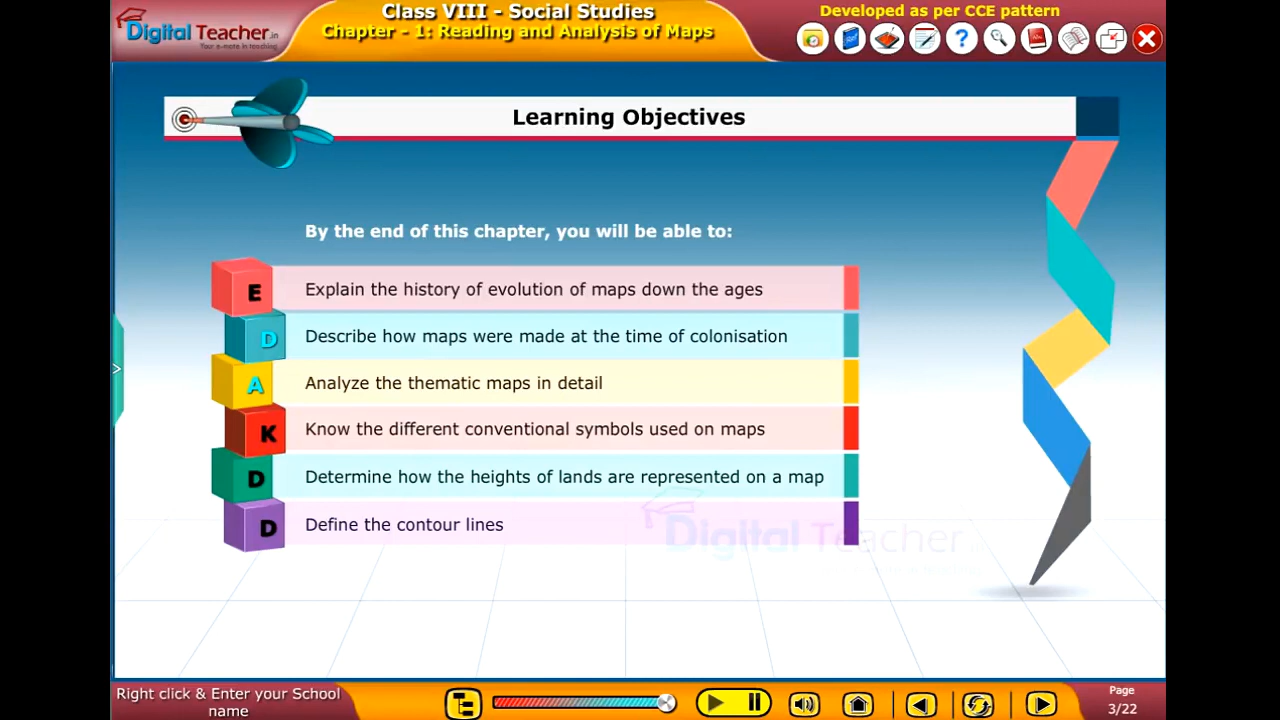 Digital Teacher.in
Your e-mate in teaching
Class VIII - Social Studies
Chapter - 1: Reading and Analysis of Maps
Developed as per CCE pattern
Learning Objectives
By the end of this chapter, you will be able to:
E Explain the history of evolution of maps down the ages
D Describe how maps were made at the time of colonisation
A Analyze the thematic maps in detail
K Know the different conventional symbols used on maps
D Determine how the heights of lands are represented on a map
D Define the contour lines
Digital Teacher.in
Right click & Enter your School
name
Page
3/22